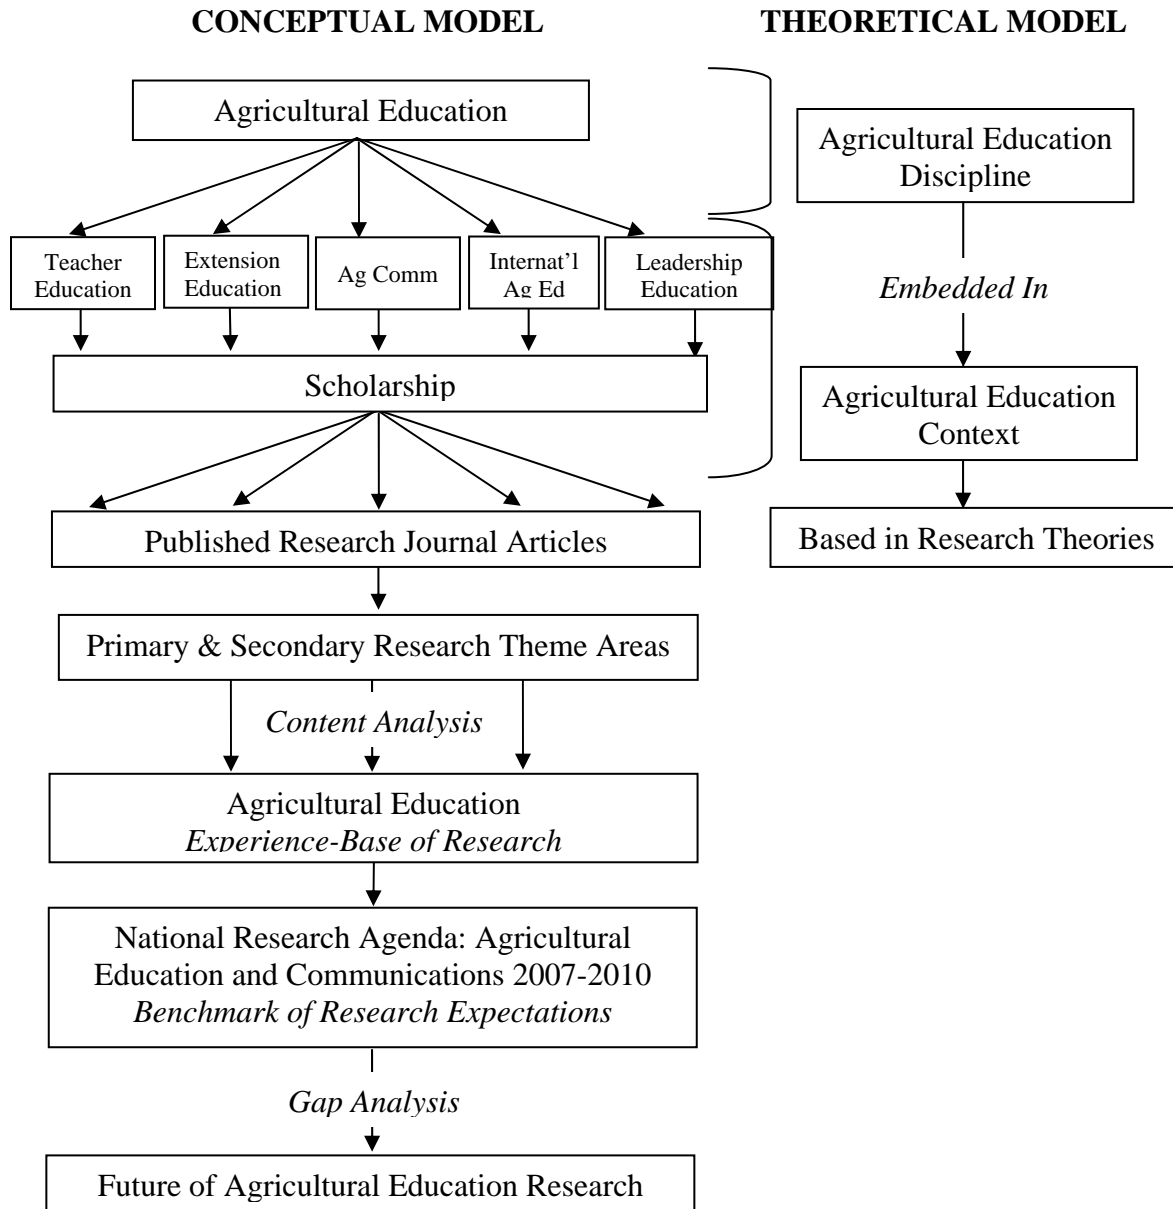 CONCEPTUAL MODEL
THEORETICAL MODEL
Agricultural Education
Teacher
Education
Extension
Education
Ag Comm
Internat'l
Ag Ed
Leadership
Education
Scholarship
Published Research Journal Articles
Primary & Secondary Research Theme Areas
Content Analysis
Agricultural Education
Experience-Base of Research
National Research Agenda: Agricultural
Education and Communications 2007-2010
Benchmark of Research Expectations
Gap Analysis
Future of Agricultural Education Research
Agricultural Education
Discipline
Embedded In
Agricultural Education
Context
Based in Research Theories